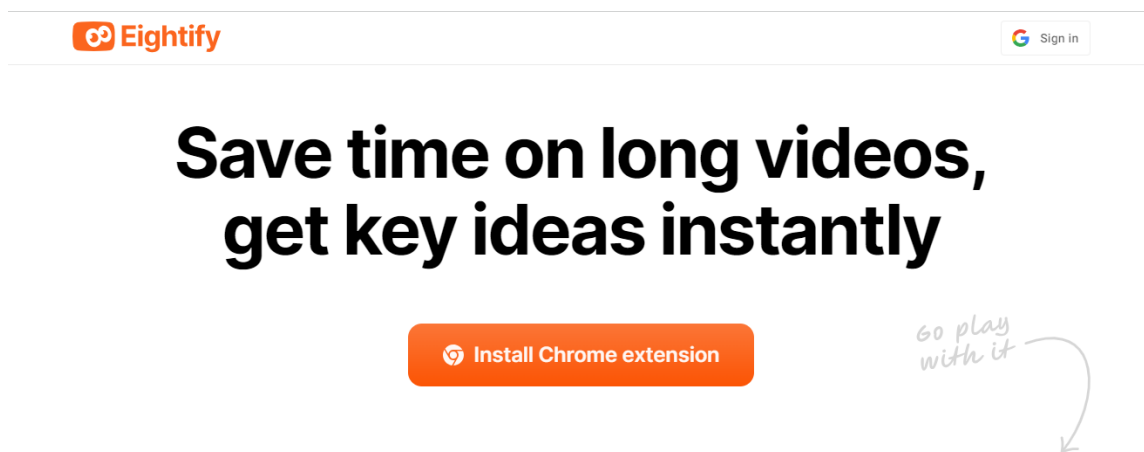 Eightify
Sign in
Save time on long videos,
get key ideas instantly
Install Chrome extension
Go play
with it